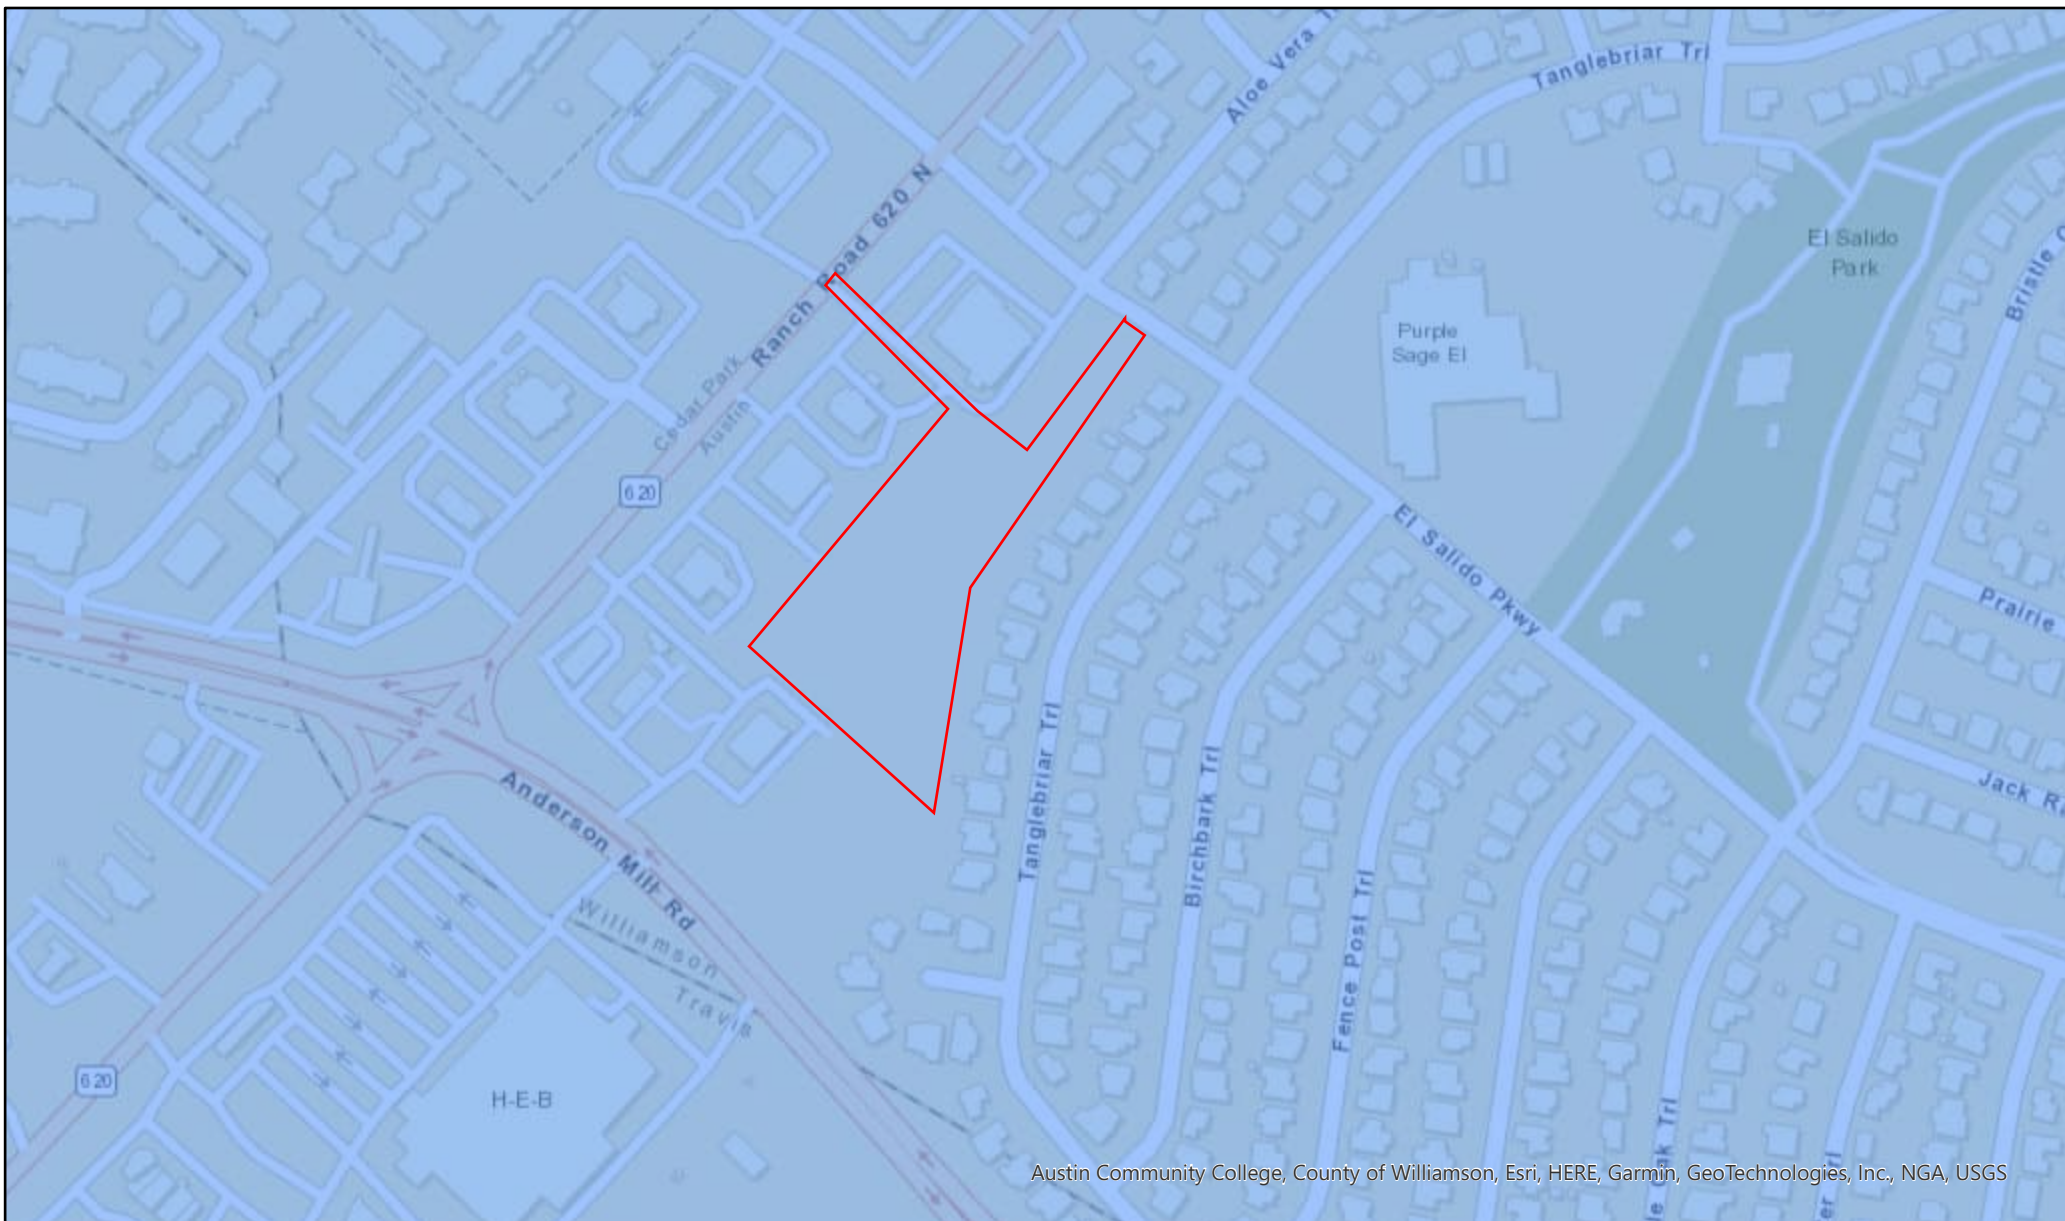 Aloe Vera
Tanglebriar Trl
El Salido
Park
Bristle
Ranch Road 620 N
Purple
Sage El
Cedar Park
Austin
620
El Salido Pkwy
Prairie
Tanglebriar Trl
Birchbark Trl
Jack
Anderson Mill Rd
Fence Post Trl
Williamson
Travis
620
H-E-B
Trl
Austin Community College, County of Williamson, Esri, HERE, Garmin, GeoTechnologies, Inc., NGA, USGS